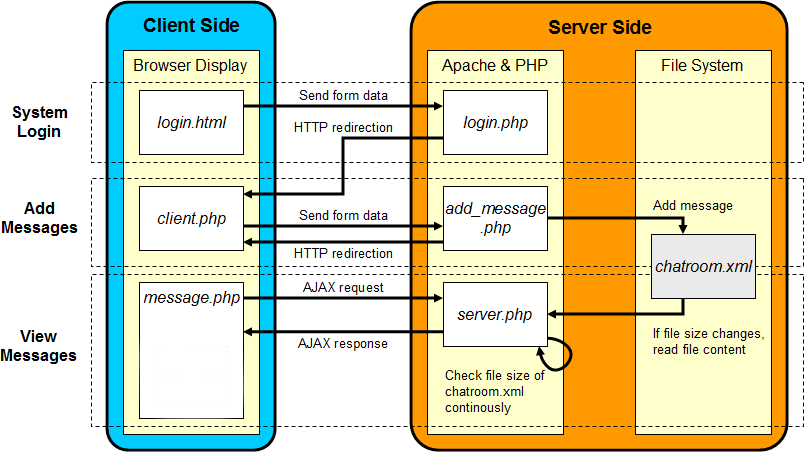 Client Side
Server Side
Browser Display
Apache & PHP
File System
System
Login
login.html
Send form data
login.php
HTTP redirection
Add
Messages
client.php
Send form data
HTTP redirection
add_message
.php
Add message
chatroom.xml
View
Messages
message.php
AJAX request
AJAX response
server.php
If file size changes,
read file content
Check file size of
chatroom.xml
continously